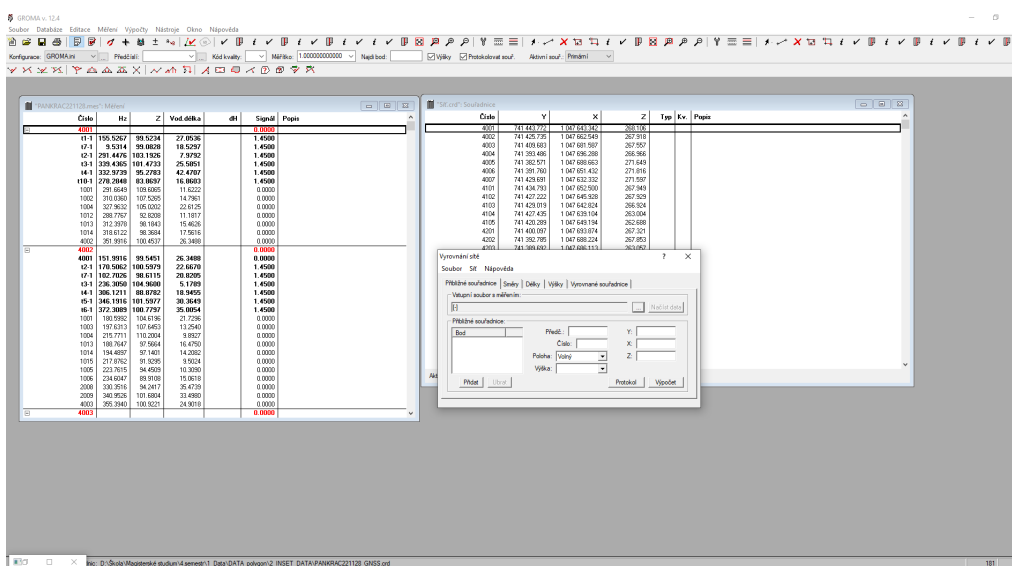 GROMA v. 12.4
Soubor Databáze Editace Měření Výpočty Nástroje Okno Nápověda
Konfigurace: GROMA.ini Předčíslí: Kód kvality: Měřítko: 1.000000000000 Najdi bod: Výšky Protokolovat souř. Aktivní souř.: Primární
"PANKRAC221128.mes": Měření
Číslo Hz Z Vod.délka dH Signál Popis
4001 0.0000
t1-1 155.5267 99.5234 27.0536 1.4500
t7-1 9.5314 99.0828 18.5297 1.4500
t2-1 291.4476 103.1926 7.9792 1.4500
t3-1 339.4365 101.4733 25.5051 1.4500
t4-1 332.9739 95.2783 42.4707 1.4500
t10-1 278.2848 83.0697 16.8603 1.4500
1001 291.6649 109.6065 11.6222 0.0000
1002 310.0360 107.5265 14.7961 0.0000
1004 327.9632 105.0202 22.6125 0.0000
1012 288.7767 92.8208 11.1817 0.0000
1013 312.3978 98.1843 15.4626 0.0000
1014 318.6122 98.3684 17.5616 0.0000
4002 351.9916 100.4537 26.3488 0.0000
4002 0.0000
4001 151.9916 99.5451 26.3488 0.0000
t2-1 170.5062 100.5979 22.6670 1.4500
t7-1 102.7026 98.6115 20.8205 1.4500
t3-1 236.3050 104.9600 5.1789 1.4500
t4-1 306.1211 88.8782 18.9455 1.4500
t5-1 346.1916 101.5977 30.3649 1.4500
t6-1 372.3089 100.7797 35.0054 1.4500
1001 180.5992 104.6196 21.7296 0.0000
1003 197.6313 107.6453 13.2540 0.0000
1004 215.7711 110.2004 9.8927 0.0000
1013 188.7647 97.5664 16.4750 0.0000
1014 194.4897 97.1401 14.2082 0.0000
1015 217.8762 91.9295 9.5024 0.0000
1005 223.7615 94.4509 10.3090 0.0000
1006 234.6047 89.9108 15.0618 0.0000
2008 330.3516 94.2417 35.4739 0.0000
2009 340.9526 101.6804 33.4980 0.0000
4003 355.3940 100.9221 24.9018 0.0000
4003 0.0000
"Síť.crd": Souřadnice
Číslo Y X Z Typ Kv. Popis
4001 741 443.772 1 047 643.342 268.106
4002 741 425.735 1 047 662.549 267.918
4003 741 409.683 1 047 681.587 267.557
4004 741 393.486 1 047 696.288 266.966
4005 741 382.571 1 047 688.663 271.649
4006 741 391.760 1 047 651.432 271.816
4007 741 429.691 1 047 632.332 271.597
4101 741 434.793 1 047 652.500 267.949
4102 741 427.222 1 047 645.928 267.929
4103 741 429.019 1 047 642.824 266.924
4104 741 427.435 1 047 639.104 263.004
4105 741 420.289 1 047 649.194 262.688
4201 741 400.097 1 047 693.874 267.321
4202 741 392.785 1 047 688.224 267.853
4203 741 389.692 1 047 686.113 263.057
Vyrovnání sítě ? X
Soubor Síť Nápověda
Přibližné souřadnice Směry Délky Výšky Vyrovnané souřadnice
Vstupní soubor s měřením:
[-] ... Načíst data
Přibližné souřadnice:
Bod Předč.: Y:
Číslo: X:
Poloha: Volný Z:
Výška:
Přidat Ubrat Protokol Výpočet
D:\Škola\Magisterské studium\4.semestr\1_Data\DATA_polygon\2_INSET_DATA\PANKRAC221128_GNSS.crd 181